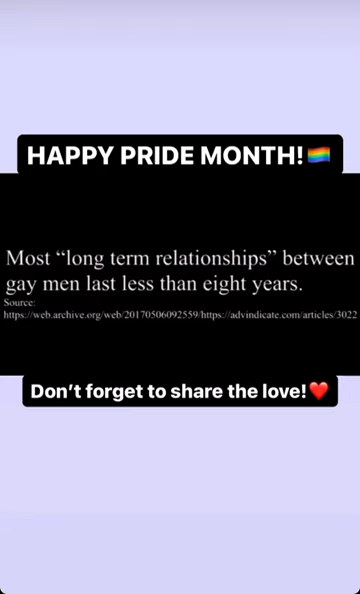 HAPPY PRIDE MONTH!🏳️‍🌈
Most “long term relationships” between
gay men last less than eight years.
Source:
https://web.archive.org/web/20170506092559/https://advindicate.com/articles/3022
Don’t forget to share the love!❤️